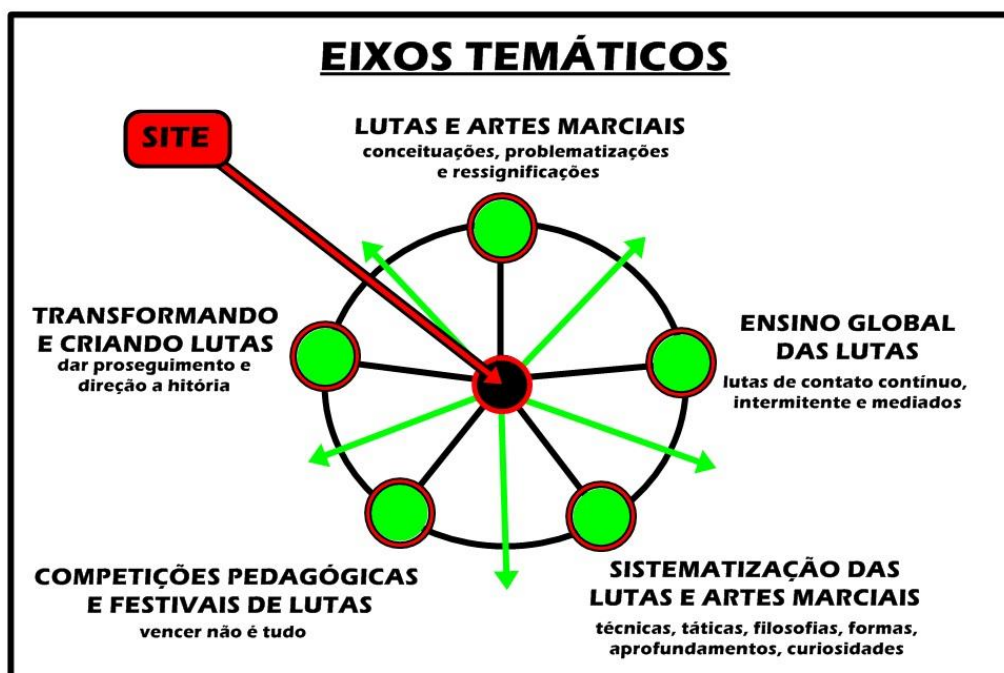 EIXOS TEMÁTICOS
SITE
LUTAS E ARTES MARCIAIS
conceituações, problematizações
e ressignificações
TRANSFORMANDO
E CRIANDO LUTAS
dar proseguimento e
direção a hitória
ENSINO GLOBAL
DAS LUTAS
lutas de contato contínuo,
intermitente e mediados
COMPETIÇÕES PEDAGÓGICAS
E FESTIVAIS DE LUTAS
vencer não é tudo
SISTEMATIZAÇÃO DAS
LUTAS E ARTES MARCIAIS
técnicas, táticas, filosofias, formas,
aprofundamentos, curiosidades